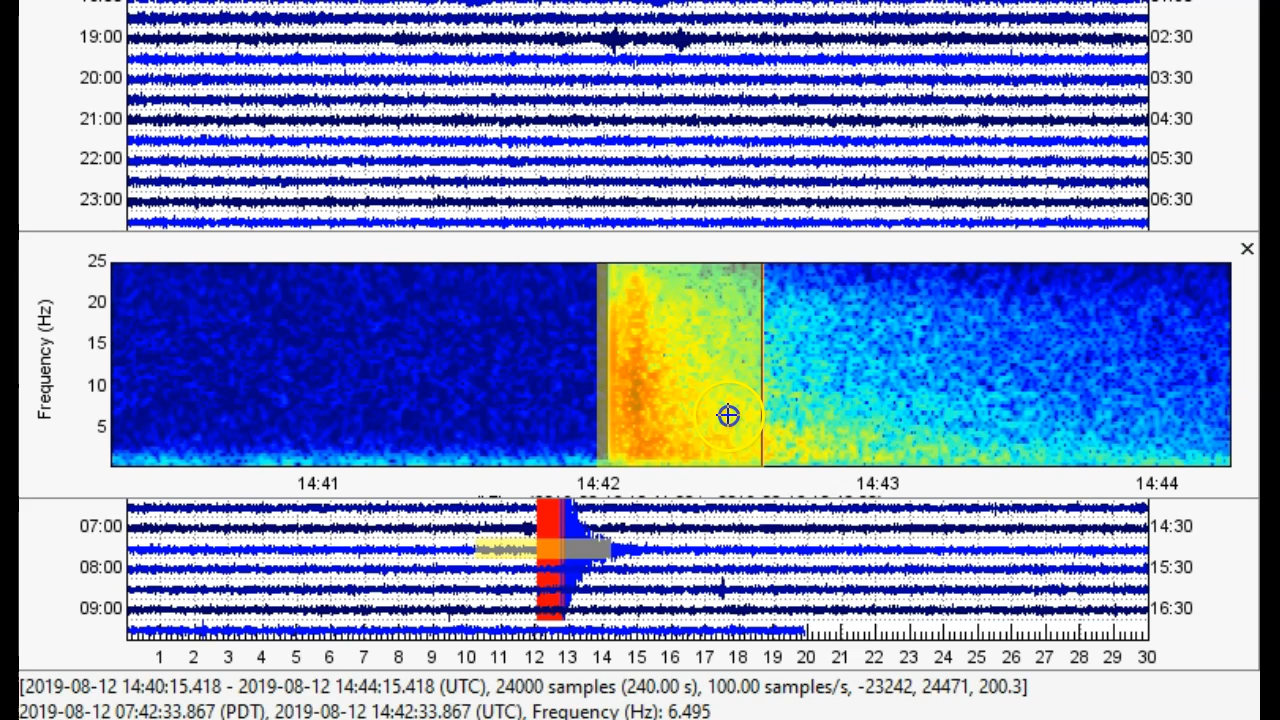 19:00 02:30
20:00 03:30
21:00 04:30
22:00 05:30
23:00 06:30
25
20
15
10
5
Frequency (Hz)
×
14:41 14:42 14:43 14:44
07:00 14:30
08:00 15:30
09:00 16:30
1 2 3 4 5 6 7 8 9 10 11 12 13 14 15 16 17 18 19 20 21 22 23 24 25 26 27 28 29 30
[2019-08-12 14:40:15.418 - 2019-08-12 14:44:15.418 (UTC), 24000 samples (240.00 s), 100.00 samples/s, -23242, 24471, 200.3]
2019-08-12 07:42:33.867 (PDT), 2019-08-12 14:42:33.867 (UTC), Frequency (Hz): 6.495